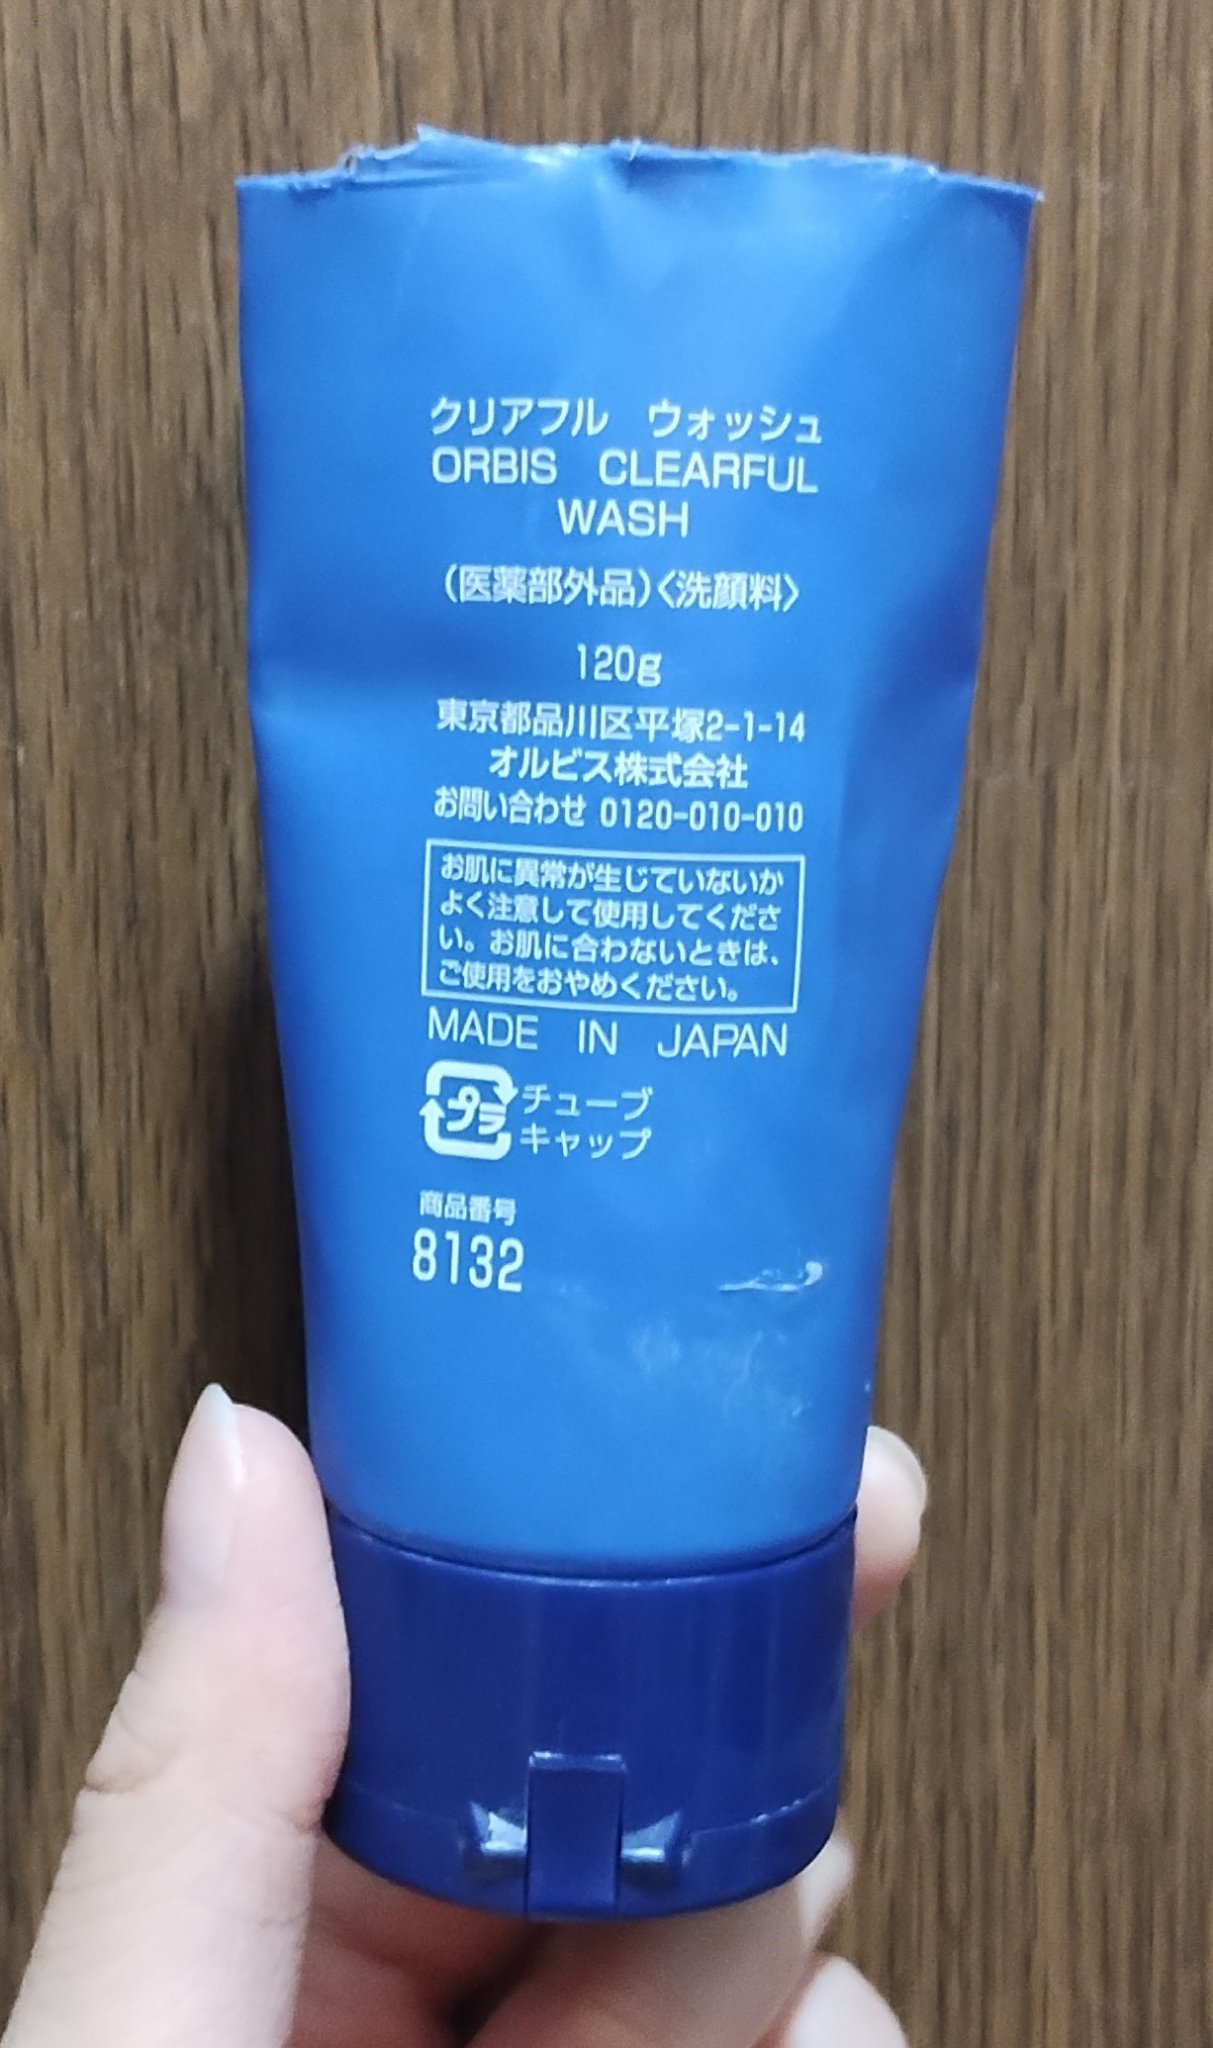 クリアフル ウォッシュ
ORBIS CLEARFUL
WASH
(医薬部外品)〈洗顔料〉
120g
東京都品川区平塚2-1-14
オルビス株式会社
お問い合わせ 0120-010-010
お肌に異常が生じていないか
よく注意して使用してくださ
い。お肌に合わないときは、
ご使用をおやめください。
MADE IN JAPAN
プラ チューブ
キャップ
商品番号
8132